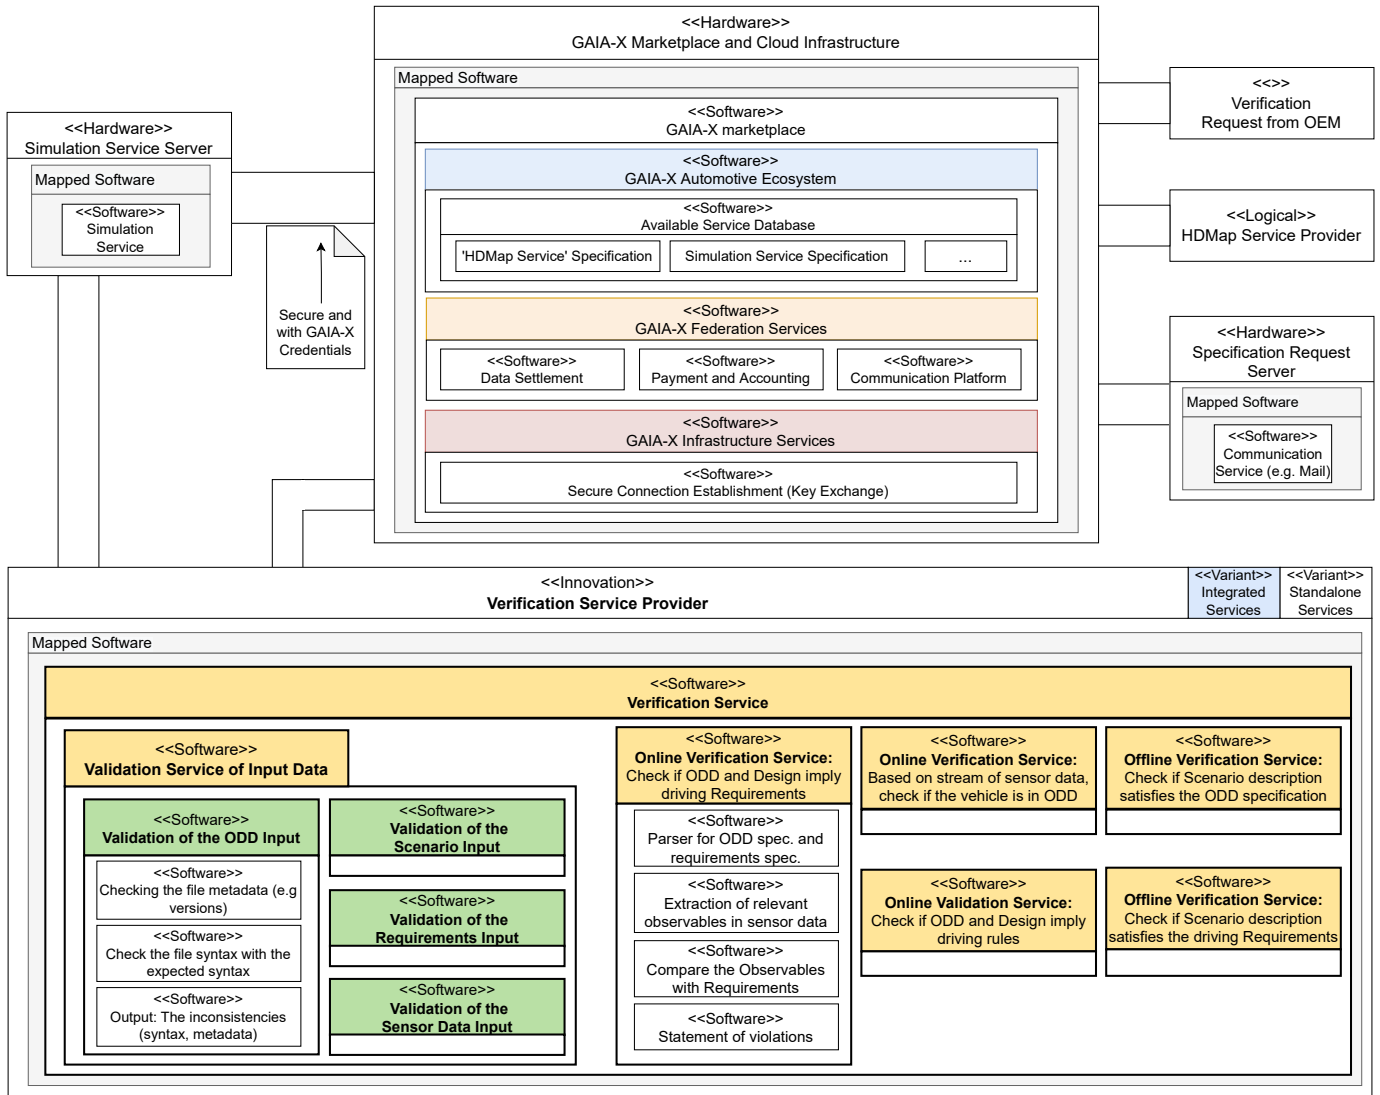 <<Hardware>>
GAIA-X Marketplace and Cloud Infrastructure
Mapped Software
<<Software>>
GAIA-X marketplace
<<Software>>
GAIA-X Automotive Ecosystem
<<Software>>
Available Service Database
'HDMap Service' Specification
Simulation Service Specification
...
<<Software>>
GAIA-X Federation Services
<<Software>>
Data Settlement
<<Software>>
Payment and Accounting
<<Software>>
Communication Platform
<<Software>>
GAIA-X Infrastructure Services
<<Software>>
Secure Connection Establishment (Key Exchange)
<<Hardware>>
Simulation Service Server
Mapped Software
<<Software>>
Simulation
Service
Secure and
with GAIA-X
Credentials
<<>>
Verification
Request from OEM
<<Logical>>
HDMap Service Provider
<<Hardware>>
Specification Request
Server
Mapped Software
<<Software>>
Communication
Service (e.g. Mail)
<<Innovation>>
Verification Service Provider
<<Variant>>
Integrated
Services
<<Variant>>
Standalone
Services
Mapped Software
<<Software>>
Verification Service
<<Software>>
Validation Service of Input Data
<<Software>>
Validation of the ODD Input
<<Software>>
Checking the file metadata (e.g
versions)
<<Software>>
Check the file syntax with the
expected syntax
<<Software>>
Output: The inconsistencies
(syntax, metadata)
<<Software>>
Validation of the
Scenario Input
<<Software>>
Validation of the
Requirements Input
<<Software>>
Validation of the
Sensor Data Input
<<Software>>
Online Verification Service:
Check if ODD and Design imply
driving Requirements
<<Software>>
Parser for ODD spec. and
requirements spec.
<<Software>>
Extraction of relevant
observables in sensor data
<<Software>>
Compare the Observables
with Requirements
<<Software>>
Statement of violations
<<Software>>
Online Verification Service:
Based on stream of sensor data,
check if the vehicle is in ODD
<<Software>>
Offline Verification Service:
Check if Scenario description
satisfies the ODD specification
<<Software>>
Online Validation Service:
Check if ODD and Design imply
driving rules
<<Software>>
Offline Verification Service:
Check if Scenario description
satisfies the driving Requirements